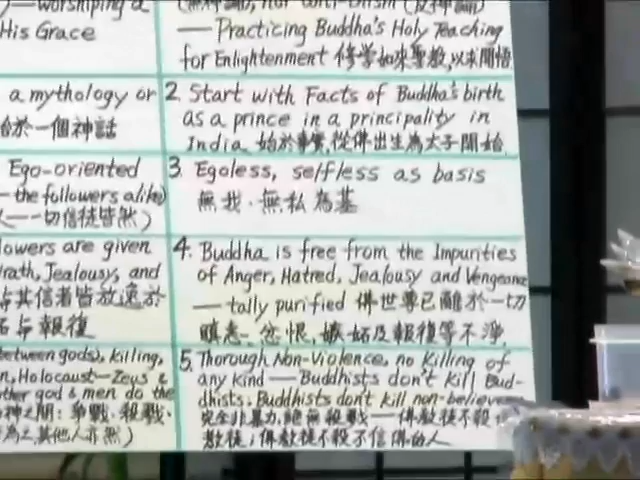 worshiping a
His Grace
a mythology or
始於一個神話
Ego-oriented
the followers alike)
一切信徒皆然)
lowers are given
Wrath, Jealousy, and
其信者皆放逸於
與報復
between gods), killing,
Holocaust—Zeus &
other god & men do the
神之間: 爭戰、殺戮、
為之,其他人亦然)
— Practicing Buddha's Holy Teaching
for Enlightenment 修學如來聖教,以求開悟
2. Start with Facts of Buddha's birth
as a prince in a principality in
India 始於事實,從佛出生為太子開始.
3. Egoless, selfless as basis
無我、無私為基
4. Buddha is free from the Impurities
of Anger, Hatred, Jealousy and Vengeance
— tally purified 佛世尊已離於一切
瞋恚、忿恨、嫉妬及報復等不淨.
5. Thorough Non-Violence, no Killing of
any kind — Buddhists don't kill Bud-
dhists. Buddhists don't kill non-believe
完全非暴力,絕無殺戮——佛教徒不殺
教徒;佛教徒不殺不信佛的人